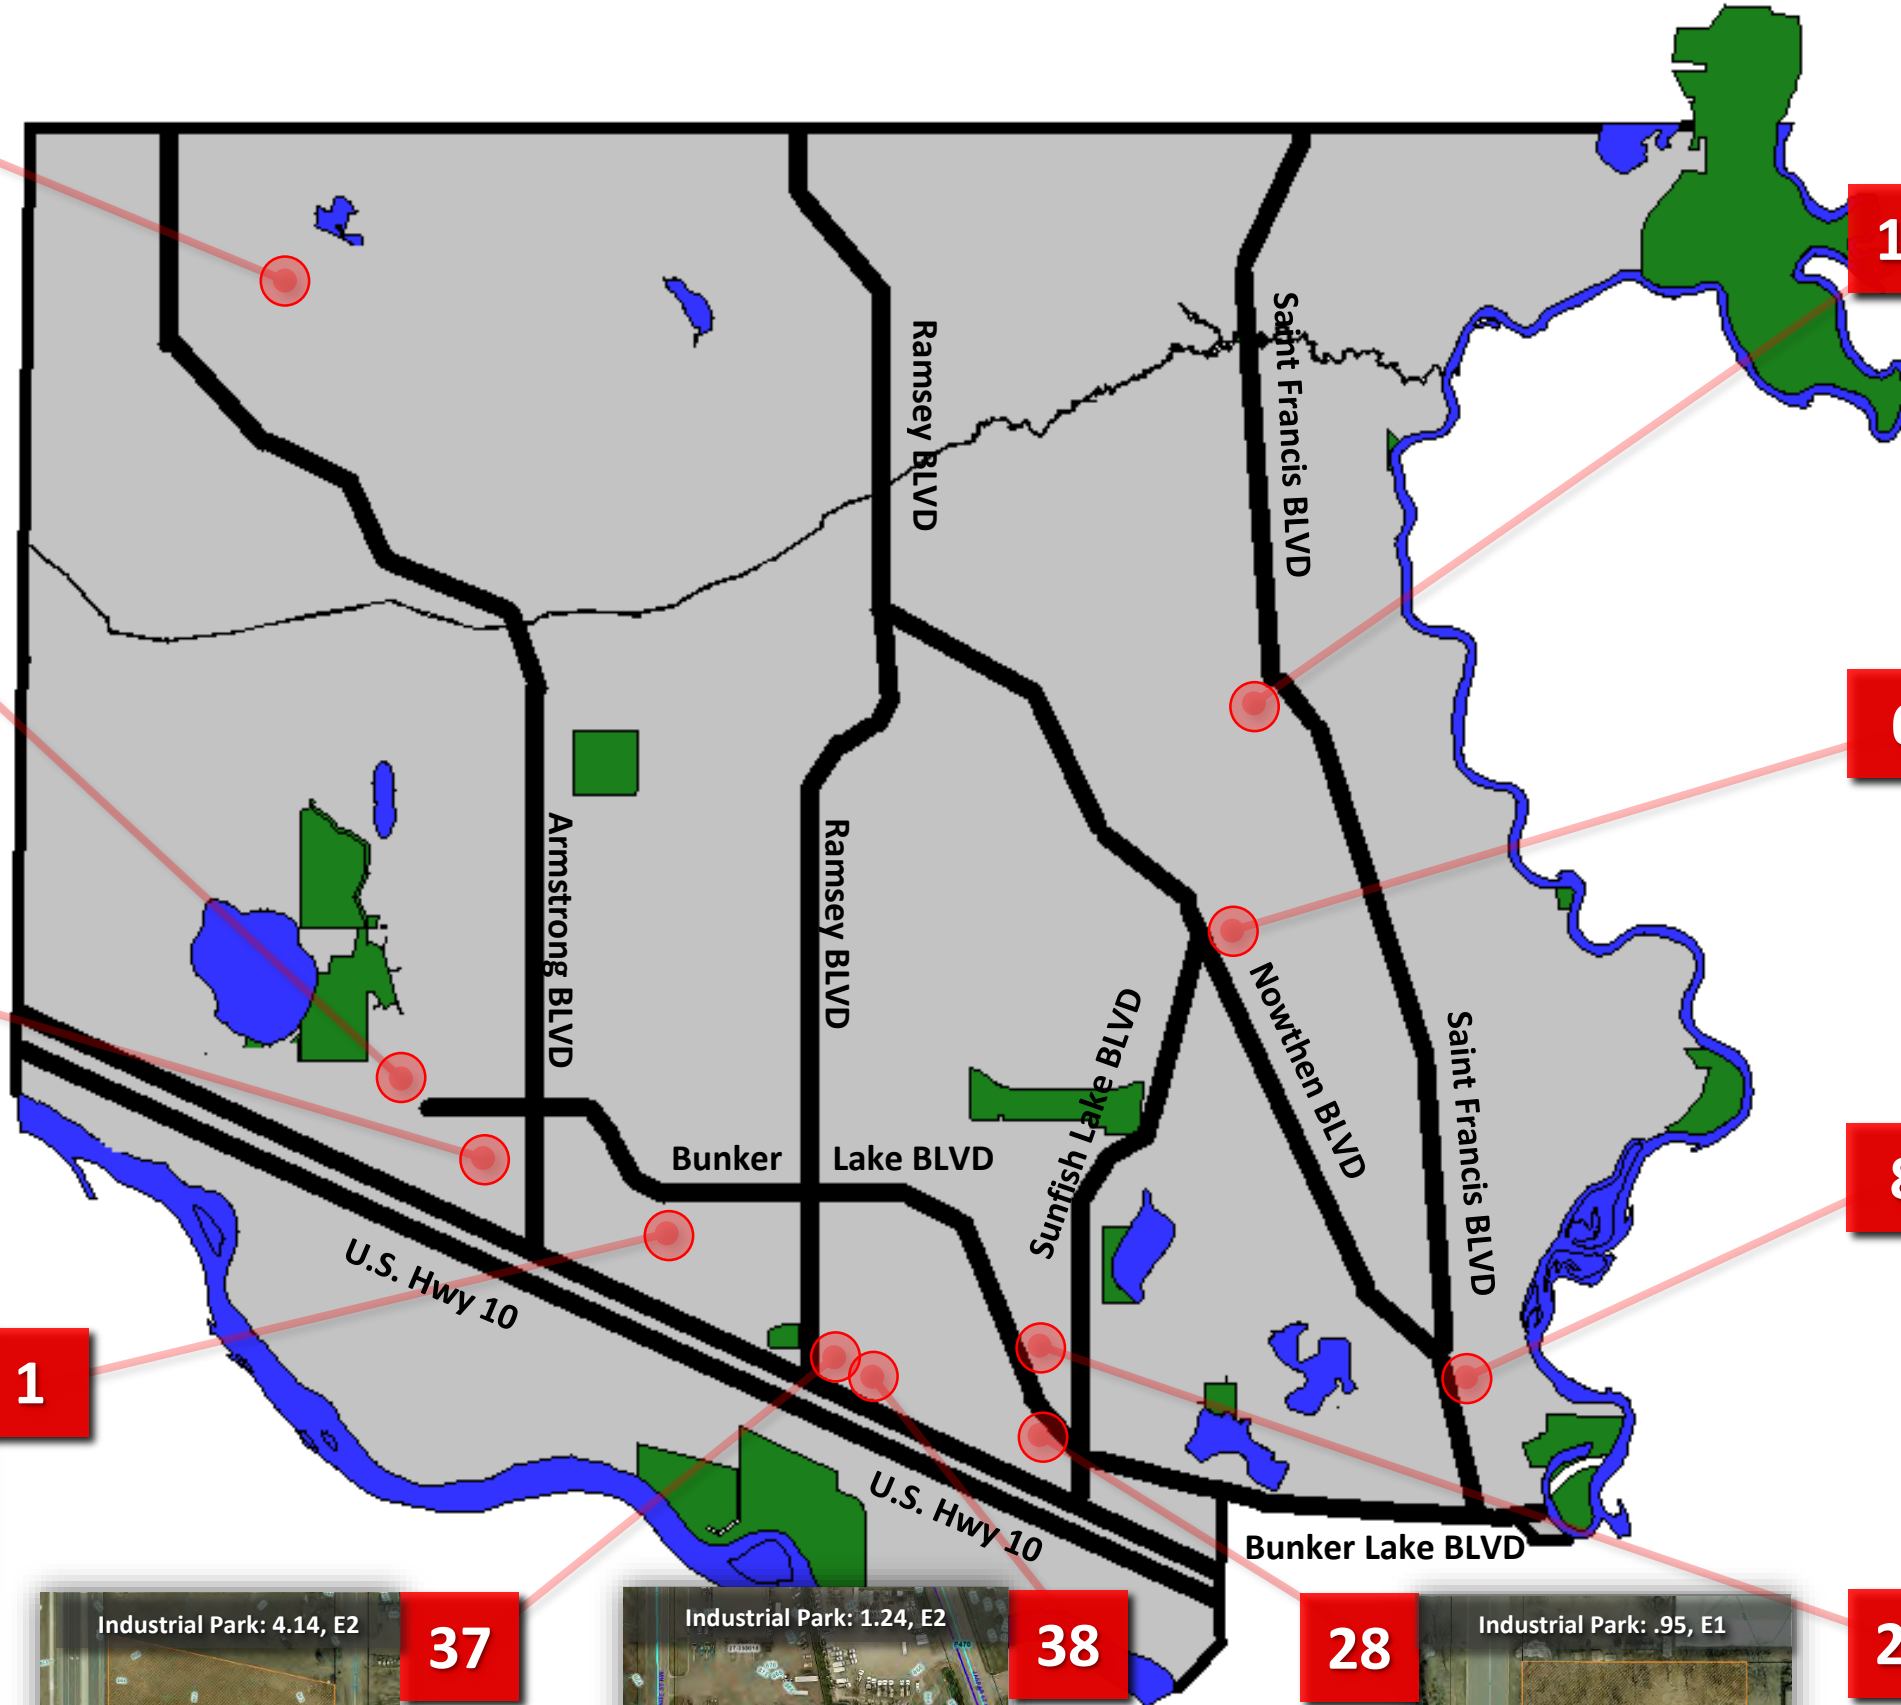 Ramsey BLVD
Saint Francis BLVD
Armstrong BLVD
Ramsey BLVD
Sunfish Lake BLVD
Nowthen BLVD
Saint Francis BLVD
Bunker Lake BLVD
U.S. Hwy 10
1
U.S. Hwy 10
Bunker Lake BLVD
Industrial Park: 4.14, E2
37
Industrial Park: 1.24, E2
38
28
Industrial Park: .95, E1